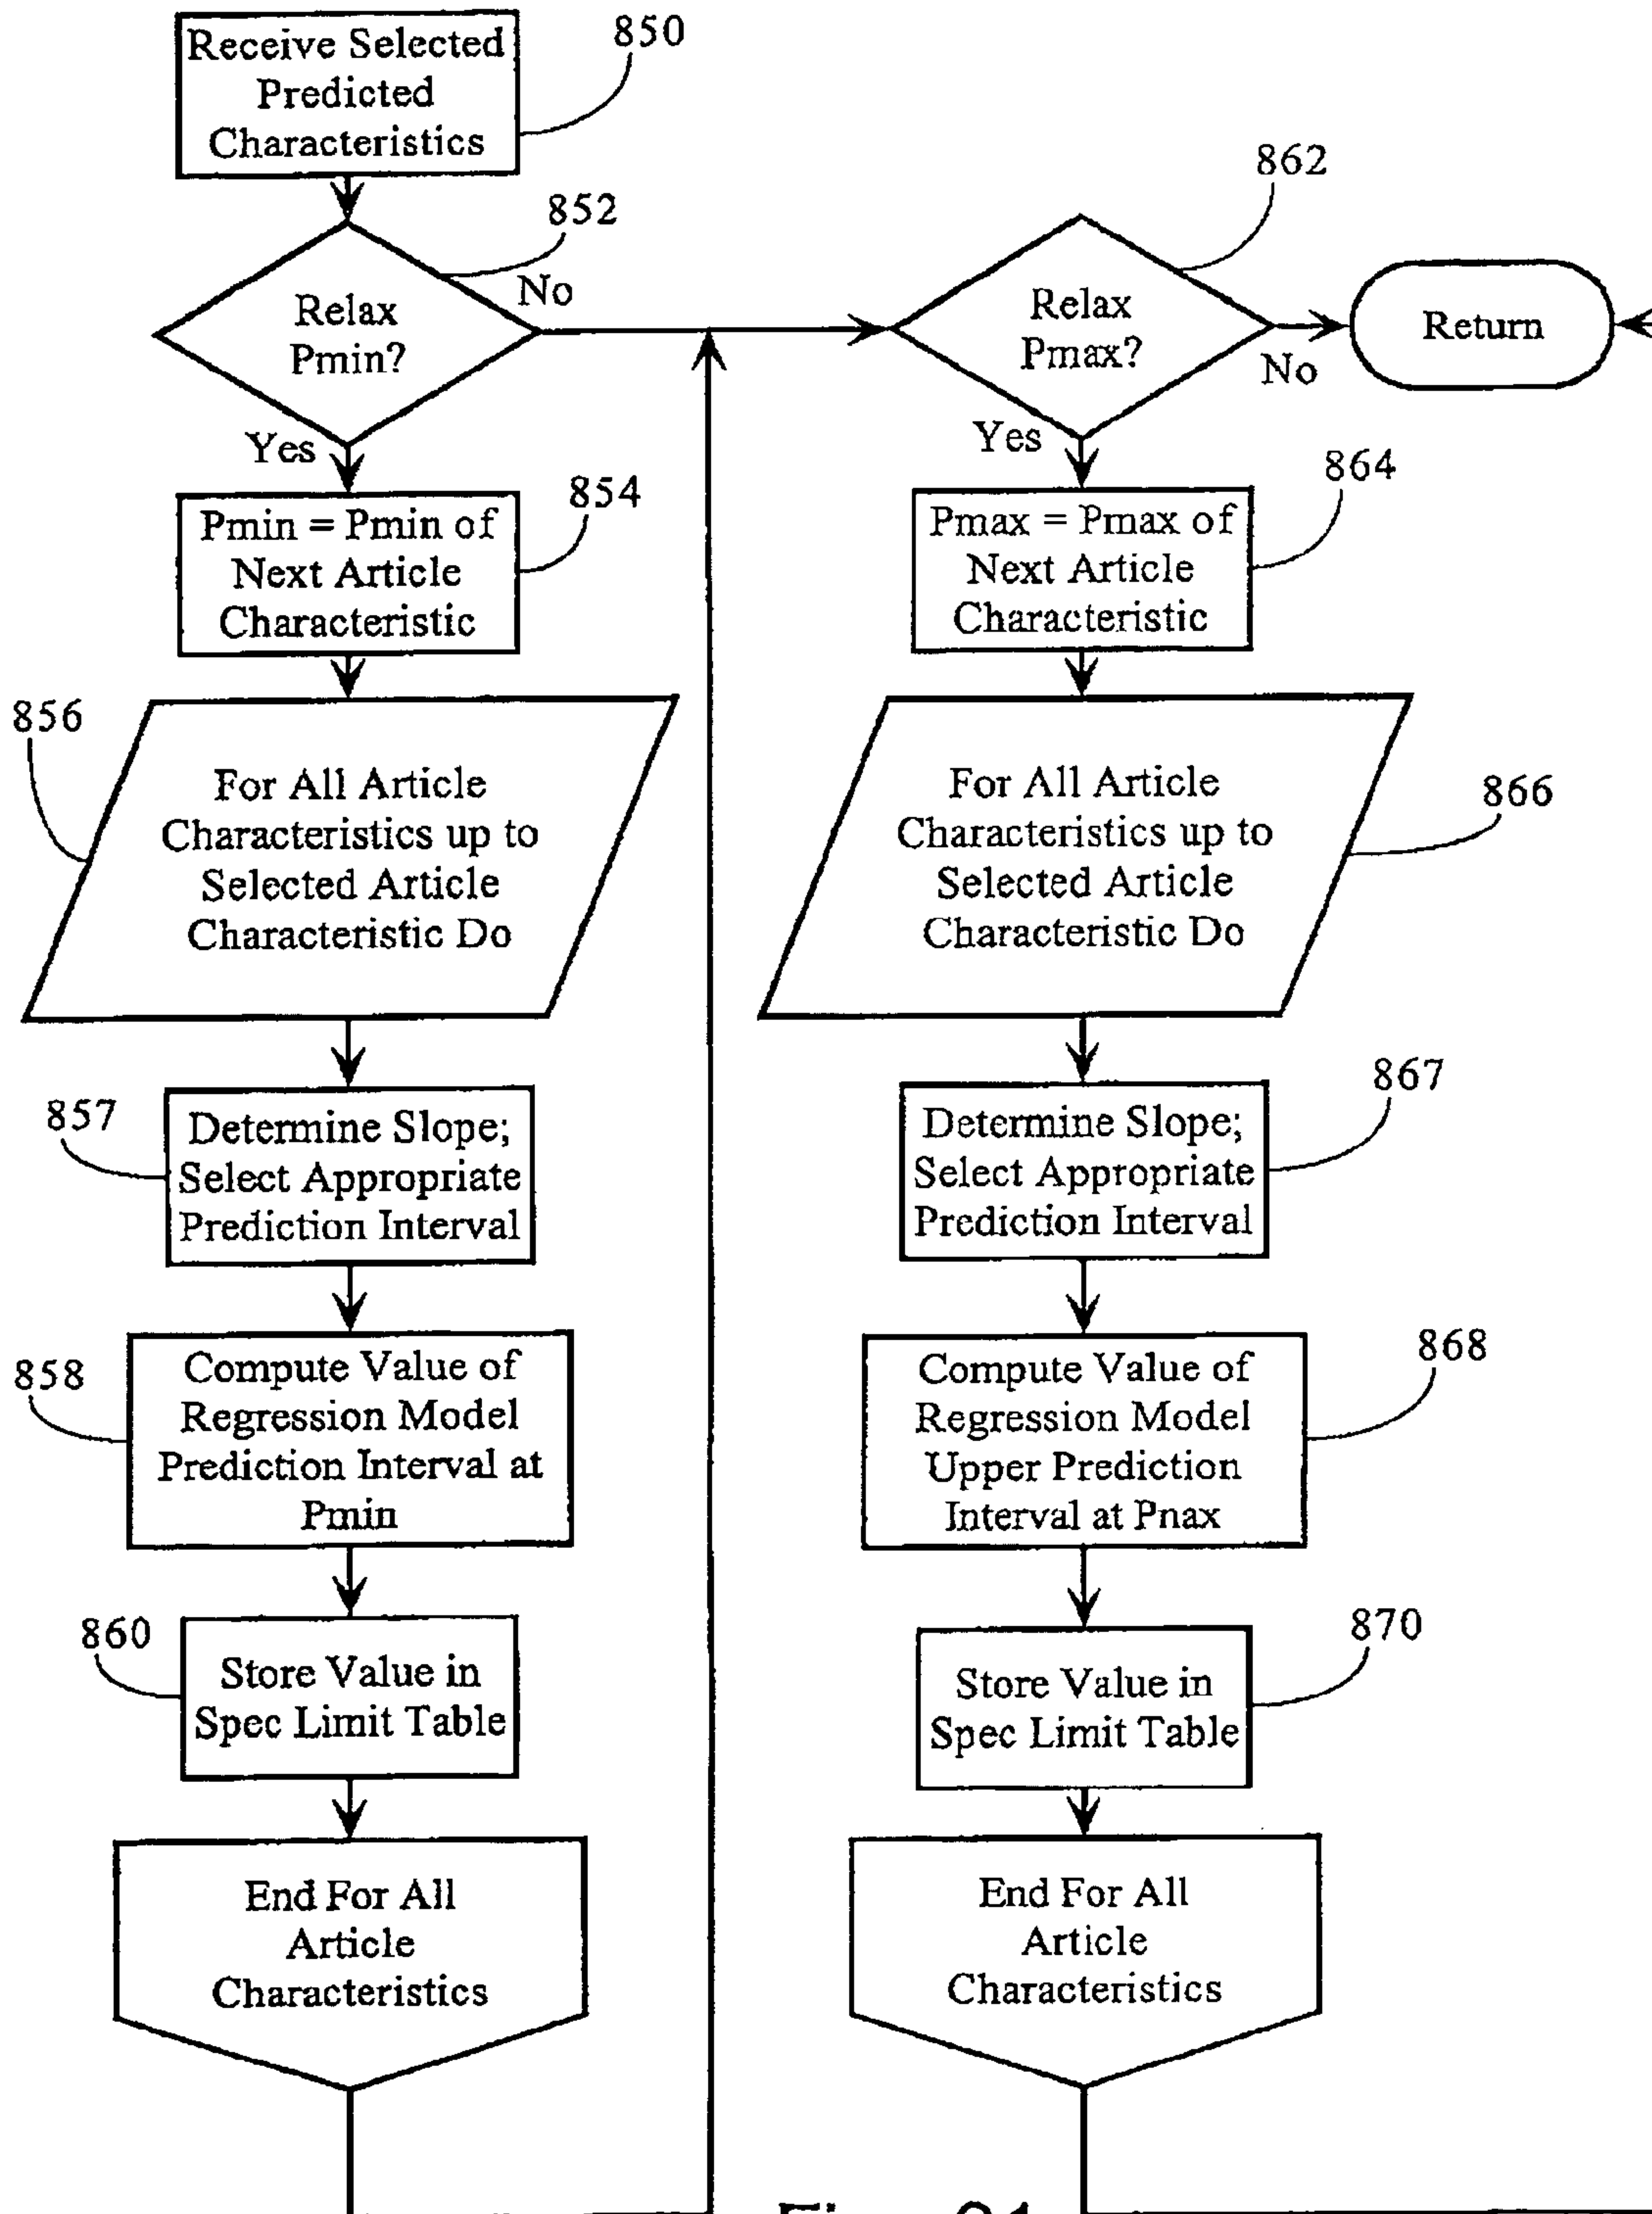 Receive Selected
Predicted
Characteristics
850
852
Relax
Pmin?
No
Yes
Pmin = Pmin of
Next Article
Characteristic
854
856
For All Article
Characteristics up to
Selected Article
Characteristic Do
857
Determine Slope;
Select Appropriate
Prediction Interval
858
Compute Value of
Regression Model
Prediction Interval at
Pmin
860
Store Value in
Spec Limit Table
End For All
Article
Characteristics
862
Relax
Pmax?
No
Return
Yes
Pmax = Pmax of
Next Article
Characteristic
864
For All Article
Characteristics up to
Selected Article
Characteristic Do
866
Determine Slope;
Select Appropriate
Prediction Interval
867
Compute Value of
Regression Model
Upper Prediction
Interval at Pnax
868
Store Value in
Spec Limit Table
870
End For All
Article
Characteristics